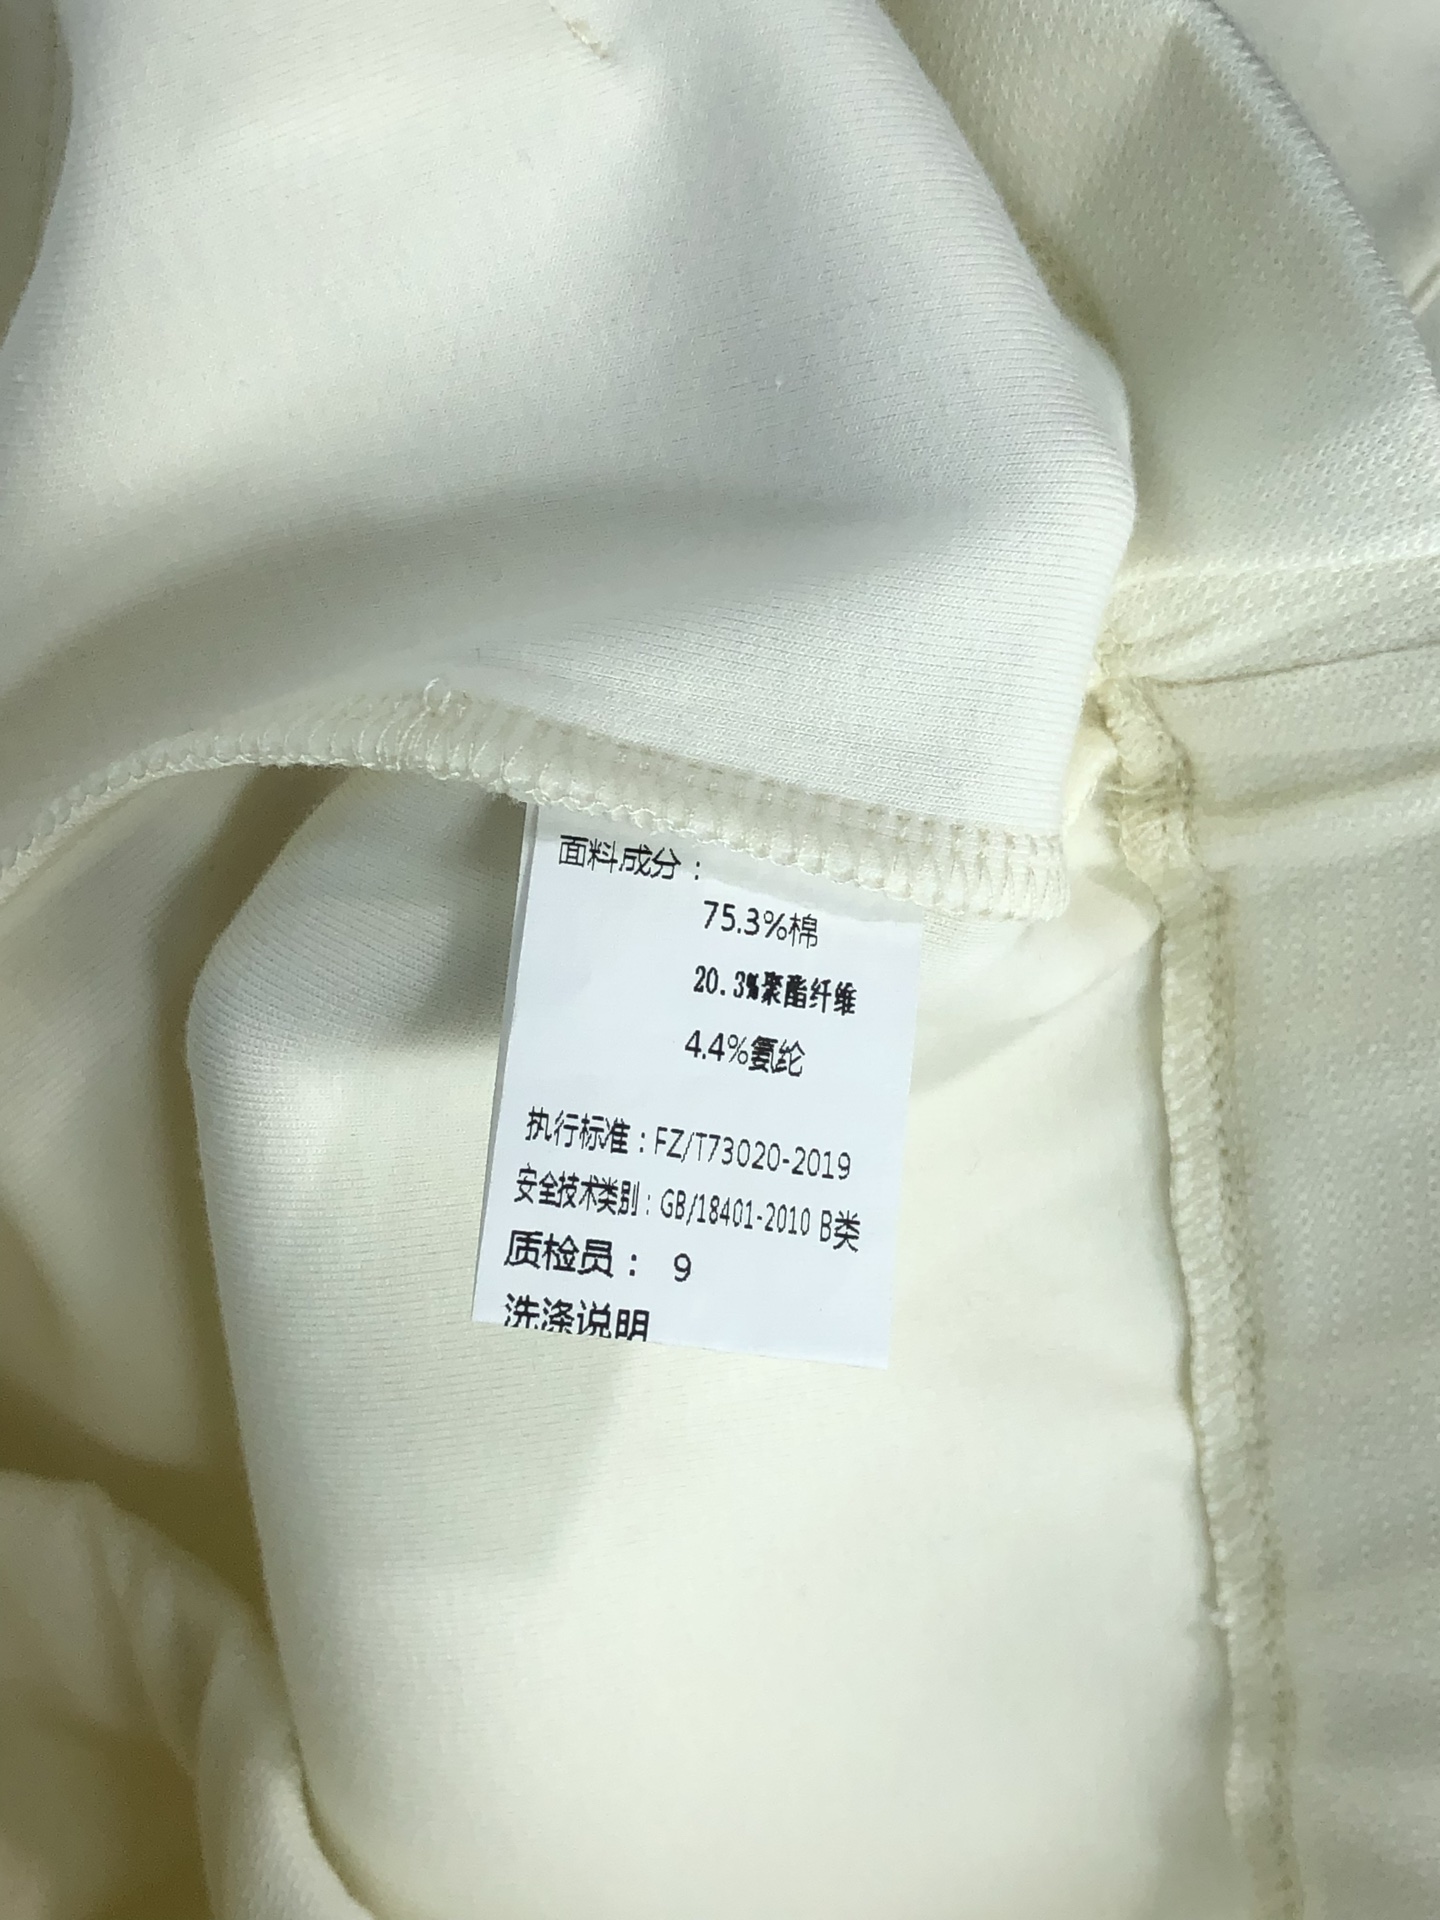 面料成分：
75.3%棉
20.3%聚酯纤维
4.4%氨纶
执行标准：FZ/T73020-2019
安全技术类别：GB/18401-2010 B类
质检员： 9
洗涤说明